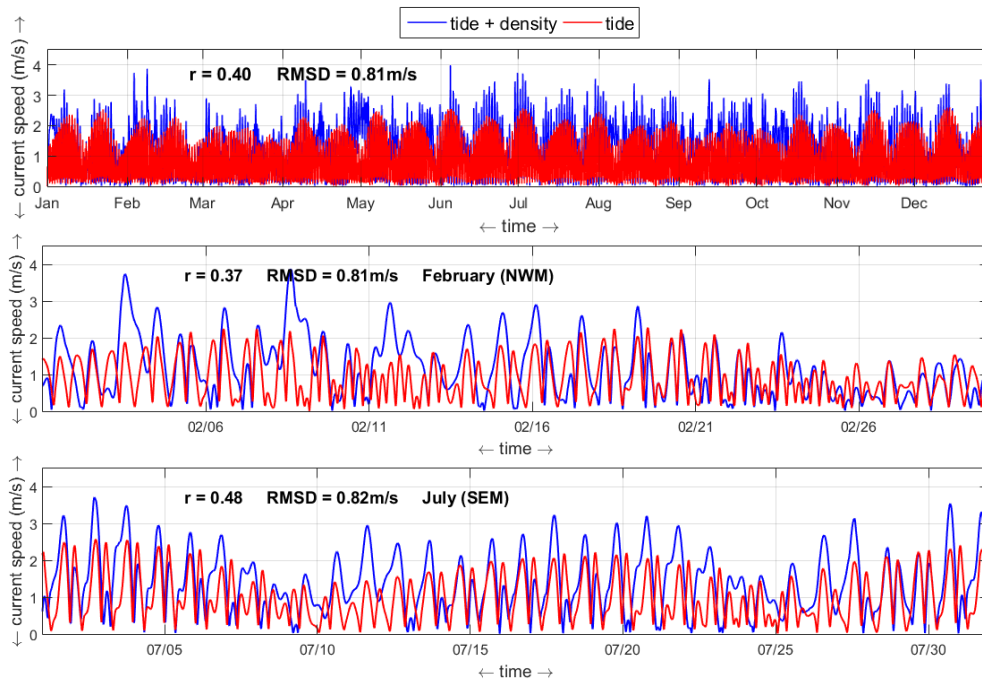 tide + density tide
← current speed (m/s) →
r = 0.40 RMSD = 0.81m/s
4
3
2
1
0
Jan Feb Mar Apr May Jun Jul Aug Sep Oct Nov Dec
← time →
← current speed (m/s) →
r = 0.37 RMSD = 0.81m/s February (NWM)
4
3
2
1
0
02/06 02/11 02/16 02/21 02/26
← time →
← current speed (m/s) →
r = 0.48 RMSD = 0.82m/s July (SEM)
4
3
2
1
0
07/05 07/10 07/15 07/20 07/25 07/30
← time →